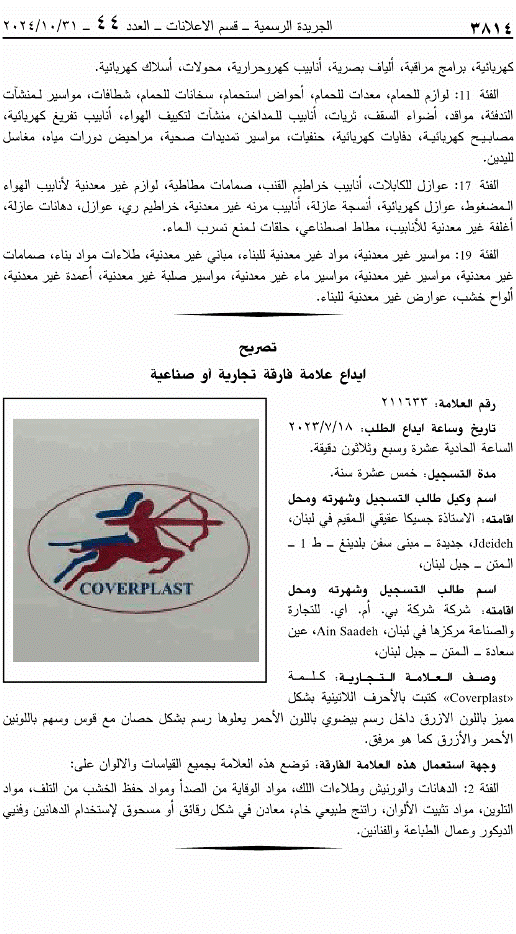 ٣٨١٤
الجريدة الرسمية ـ قسم الاعلانات ـ العدد ٤٤ ـ ٢٠٢٤/١٠/٣١
كهربائية، برامج مراقبة، ألياف بصرية، أنابيب كهروحرارية، محولات، أسلاك كهربائية.
الفئة 11: لوازم للحمام، معدات للحمام، أحواض استحمام، سخانات للحمام، شطافات، مواسير لمنشآت
التدفئة، مواقد، أضواء السقف، ثريات، أنابيب للمداخن، منشآت لتكييف الهواء، أنابيب تفريغ كهربائية،
مصابيح كهربائية، دفايات كهربائية، حنفيات، مواسير تمديدات صحية، مراحيض دورات مياه، مغاسل
لليدين.
الفئة 17: عوازل للكابلات، أنابيب خراطيم القنب، صمامات مطاطية، لوازم غير معدنية لأنابيب الهواء
المضغوط، عوازل كهربائية، أنسجة عازلة، أنابيب مرنه غير معدنية، خراطيم ري، عوازل، دهانات عازلة،
أغلفة غير معدنية للأنابيب، مطاط اصطناعي، حلقات لمنع تسرب الماء.
الفئة 19: مواسير غير معدنية، مواد غير معدنية للبناء، مباني غير معدنية، طلاءات مواد بناء، صمامات
غير معدنية، مواسير غير معدنية، مواسير ماء غير معدنية، مواسير صلبة غير معدنية، أعمدة غير معدنية،
ألواح خشب، عوارض غير معدنية للبناء.
تصريح
ايداع علامة فارقة تجارية أو صناعية
رقم العلامة: ٢١١٦٣٣
تاريخ وساعة ايداع الطلب: ٢٠٢٣/٧/١٨
الساعة الحادية عشرة وسبع وثلاثون دقيقة.
مدة التسجيل: خمس عشرة سنة.
اسم وكيل طالب التسجيل وشهرته ومحل
اقامته: الاستاذة جسيكا عقيقي المقيم في لبنان،
Jdeideh، جديدة ـ مبنى سفن بلدينغ ـ ط 1 ـ
المتن ـ جبل لبنان،
اسم طالب التسجيل وشهرته ومحل
اقامته: شركة شركة بي. أم. اي. للتجارة
والصناعة مركزها في لبنان، Ain Saadeh، عين
سعادة ـ المتن ـ جبل لبنان،
وصف العلامة التجارية: كلمة
«Coverplast» كتبت بالأحرف اللاتينية بشكل
مميز باللون الازرق داخل رسم بيضوي باللون الأحمر يعلوها رسم بشكل حصان مع قوس وسهم باللونين
الأحمر والأزرق كما هو مرفق.
وجهة استعمال هذه العلامة الفارقة: توضع هذه العلامة بجميع القياسات والالوان على:
الفئة 2: الدهانات والورنيش وطلاءات اللك، مواد الوقاية من الصدأ ومواد حفظ الخشب من التلف، مواد
التلوين، مواد تثبيت الألوان، راتنج طبيعي خام، معادن في شكل رقائق أو مسحوق لإستخدام الدهانين وفنيي
الديكور وعمال الطباعة والفنانين.
COVERPLAST